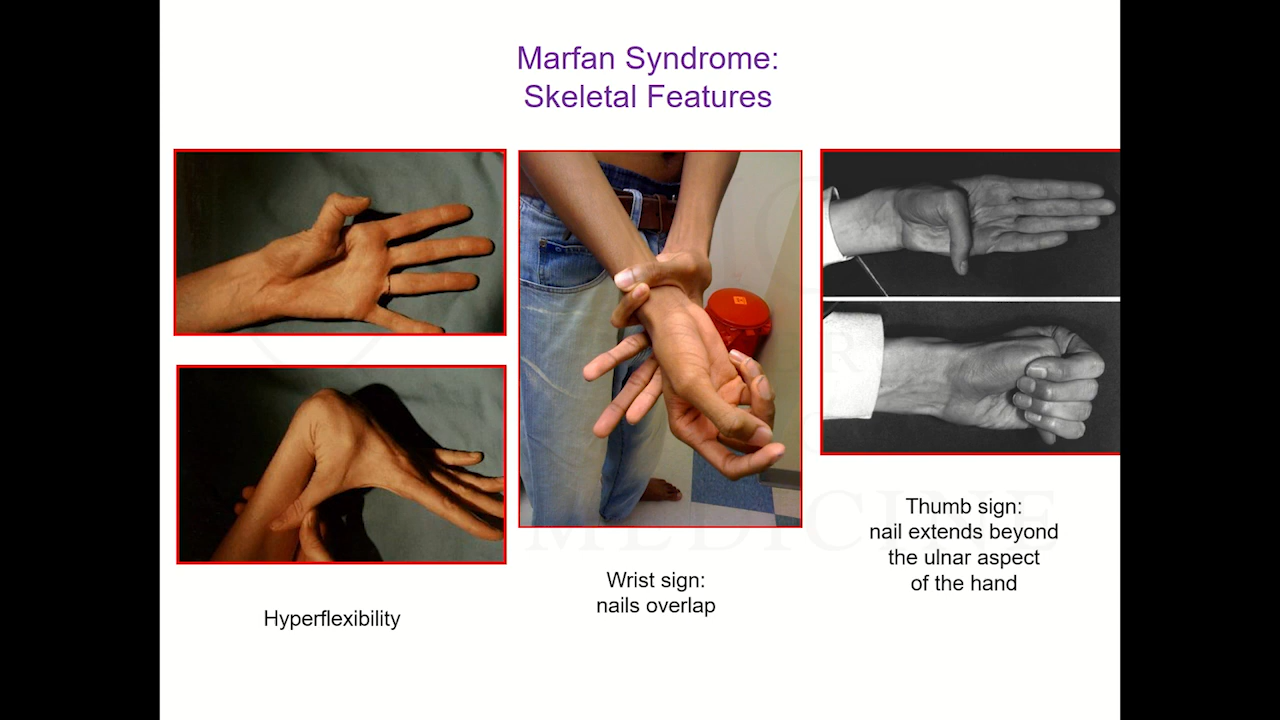 Marfan Syndrome:
Skeletal Features
Hyperflexibility
Wrist sign:
nails overlap
Thumb sign:
nail extends beyond
the ulnar aspect
of the hand
MEDICINE